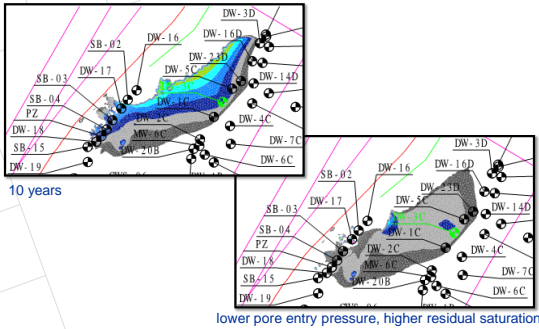 DW-3D
DW-16
DW-16D
SB-02
DW-23D
DW-17
DW-5C
SB-03
DW-14D
SB-04
DW-1C
PZ
DW-2C
DW-4C
DW-18
MW-6C
SB-15
DW-7C
DW-20B
DW-19
DW-6C
10 years
DW-3D
DW-16
DW-16D
SB-02
DW-23D
DW-17
DW-5C
DW-14D
SB-03
DW-3C
SB-04
DW-1C
PZ
DW-2C
DW-4C
DW-18
MW-6C
DW-7C
SB-15
DW-20B
DW-6C
DW-19
lower pore entry pressure, higher residual saturation